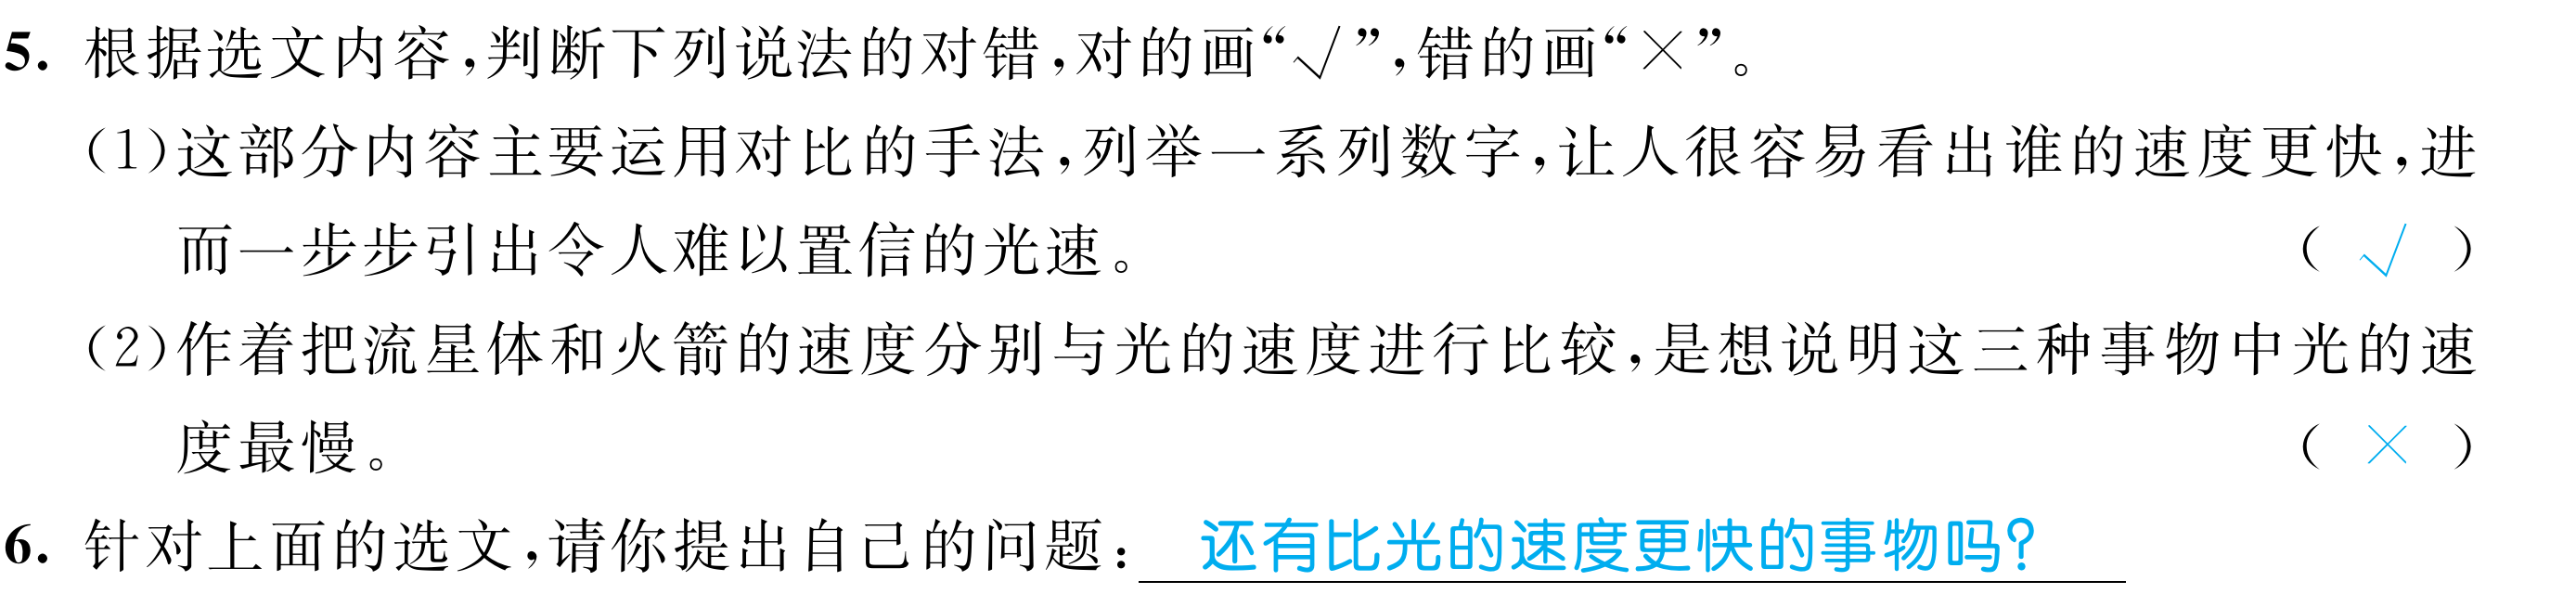 5. 根据选文内容,判断下列说法的对错,对的画“√”,错的画“×”。
(1)这部分内容主要运用对比的手法,列举一系列数字,让人很容易看出谁的速度更快,进
而一步步引出令人难以置信的光速。 ( √ )
(2)作着把流星体和火箭的速度分别与光的速度进行比较,是想说明这三种事物中光的速
度最慢。 ( × )
6. 针对上面的选文,请你提出自己的问题: 还有比光的速度更快的事物吗?